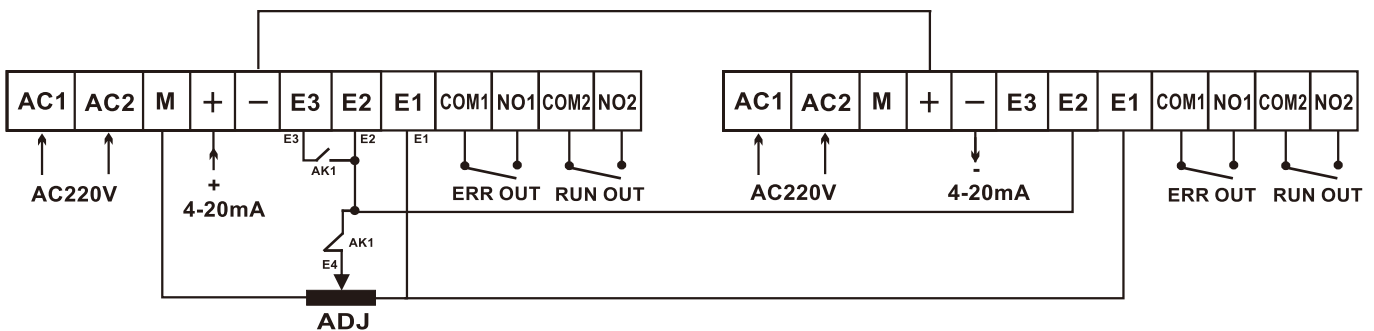 AC1 AC2 M + − E3 E2 E1 COM1 NO1 COM2 NO2
AC1 AC2 M + − E3 E2 E1 COM1 NO1 COM2 NO2
E3 E2 E1
AK1
AC220V
+
4-20mA
ERR OUT
RUN OUT
AC220V
-
4-20mA
ERR OUT
RUN OUT
AK1
E4
ADJ